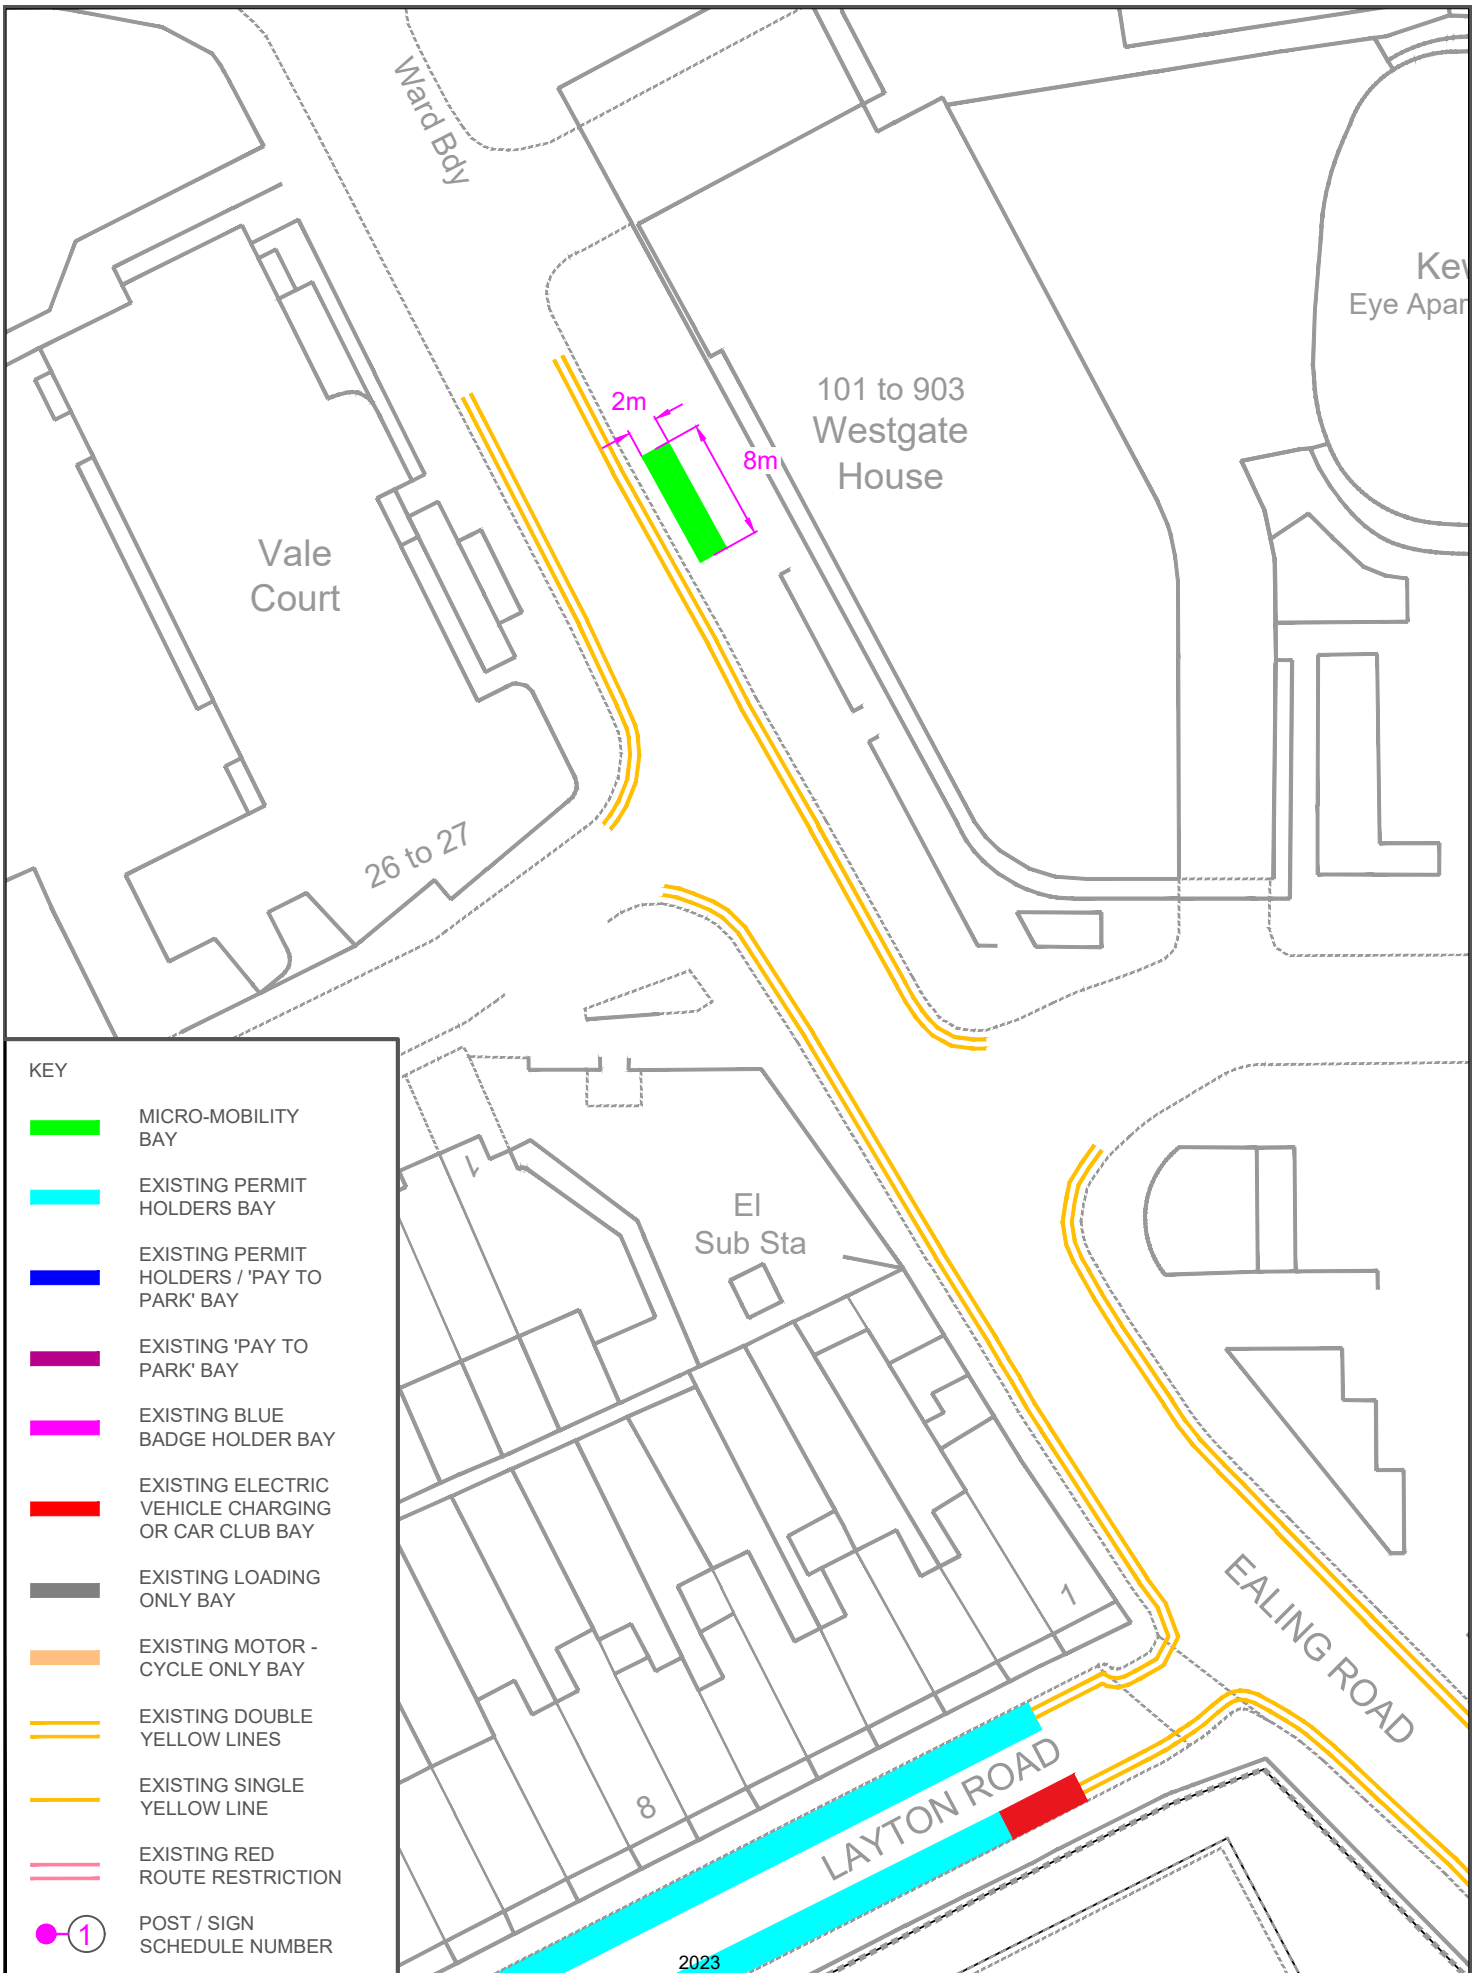 Ward Bdy
Kew
Eye Apar
2m
8m
101 to 903
Westgate
House
Vale
Court
26 to 27
1
El
Sub Sta
1
8
EALING ROAD
LAYTON ROAD
2023
KEY
MICRO-MOBILITY
BAY
EXISTING PERMIT
HOLDERS BAY
EXISTING PERMIT
HOLDERS / 'PAY TO
PARK' BAY
EXISTING 'PAY TO
PARK' BAY
EXISTING BLUE
BADGE HOLDER BAY
EXISTING ELECTRIC
VEHICLE CHARGING
OR CAR CLUB BAY
EXISTING LOADING
ONLY BAY
EXISTING MOTOR -
CYCLE ONLY BAY
EXISTING DOUBLE
YELLOW LINES
EXISTING SINGLE
YELLOW LINE
EXISTING RED
ROUTE RESTRICTION
1
POST / SIGN
SCHEDULE NUMBER